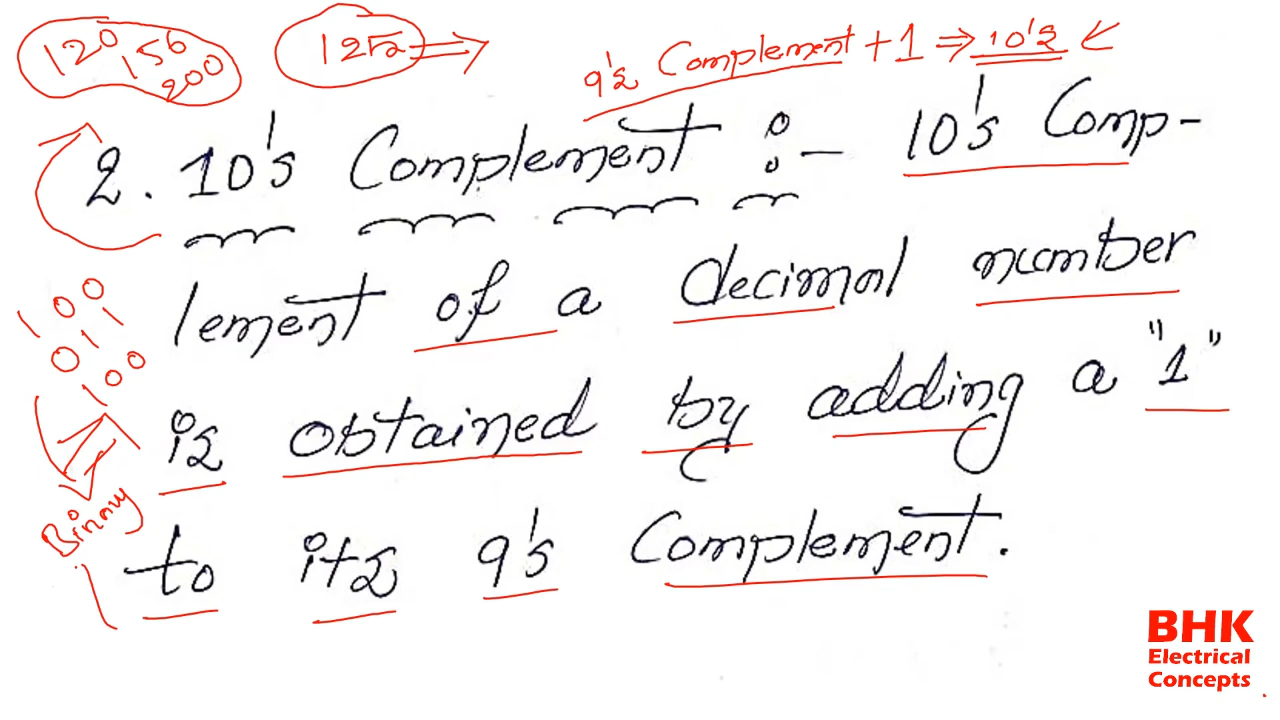 120 156 200
1252 ⇒
9's Complement + 1 ⇒ 10's
2. 10's Complement :- 10's Comp-
lement of a decimal number
is obtained by adding a "1"
to its 9's Complement.
100
011
100
Binary
BHK
Electrical
Concepts